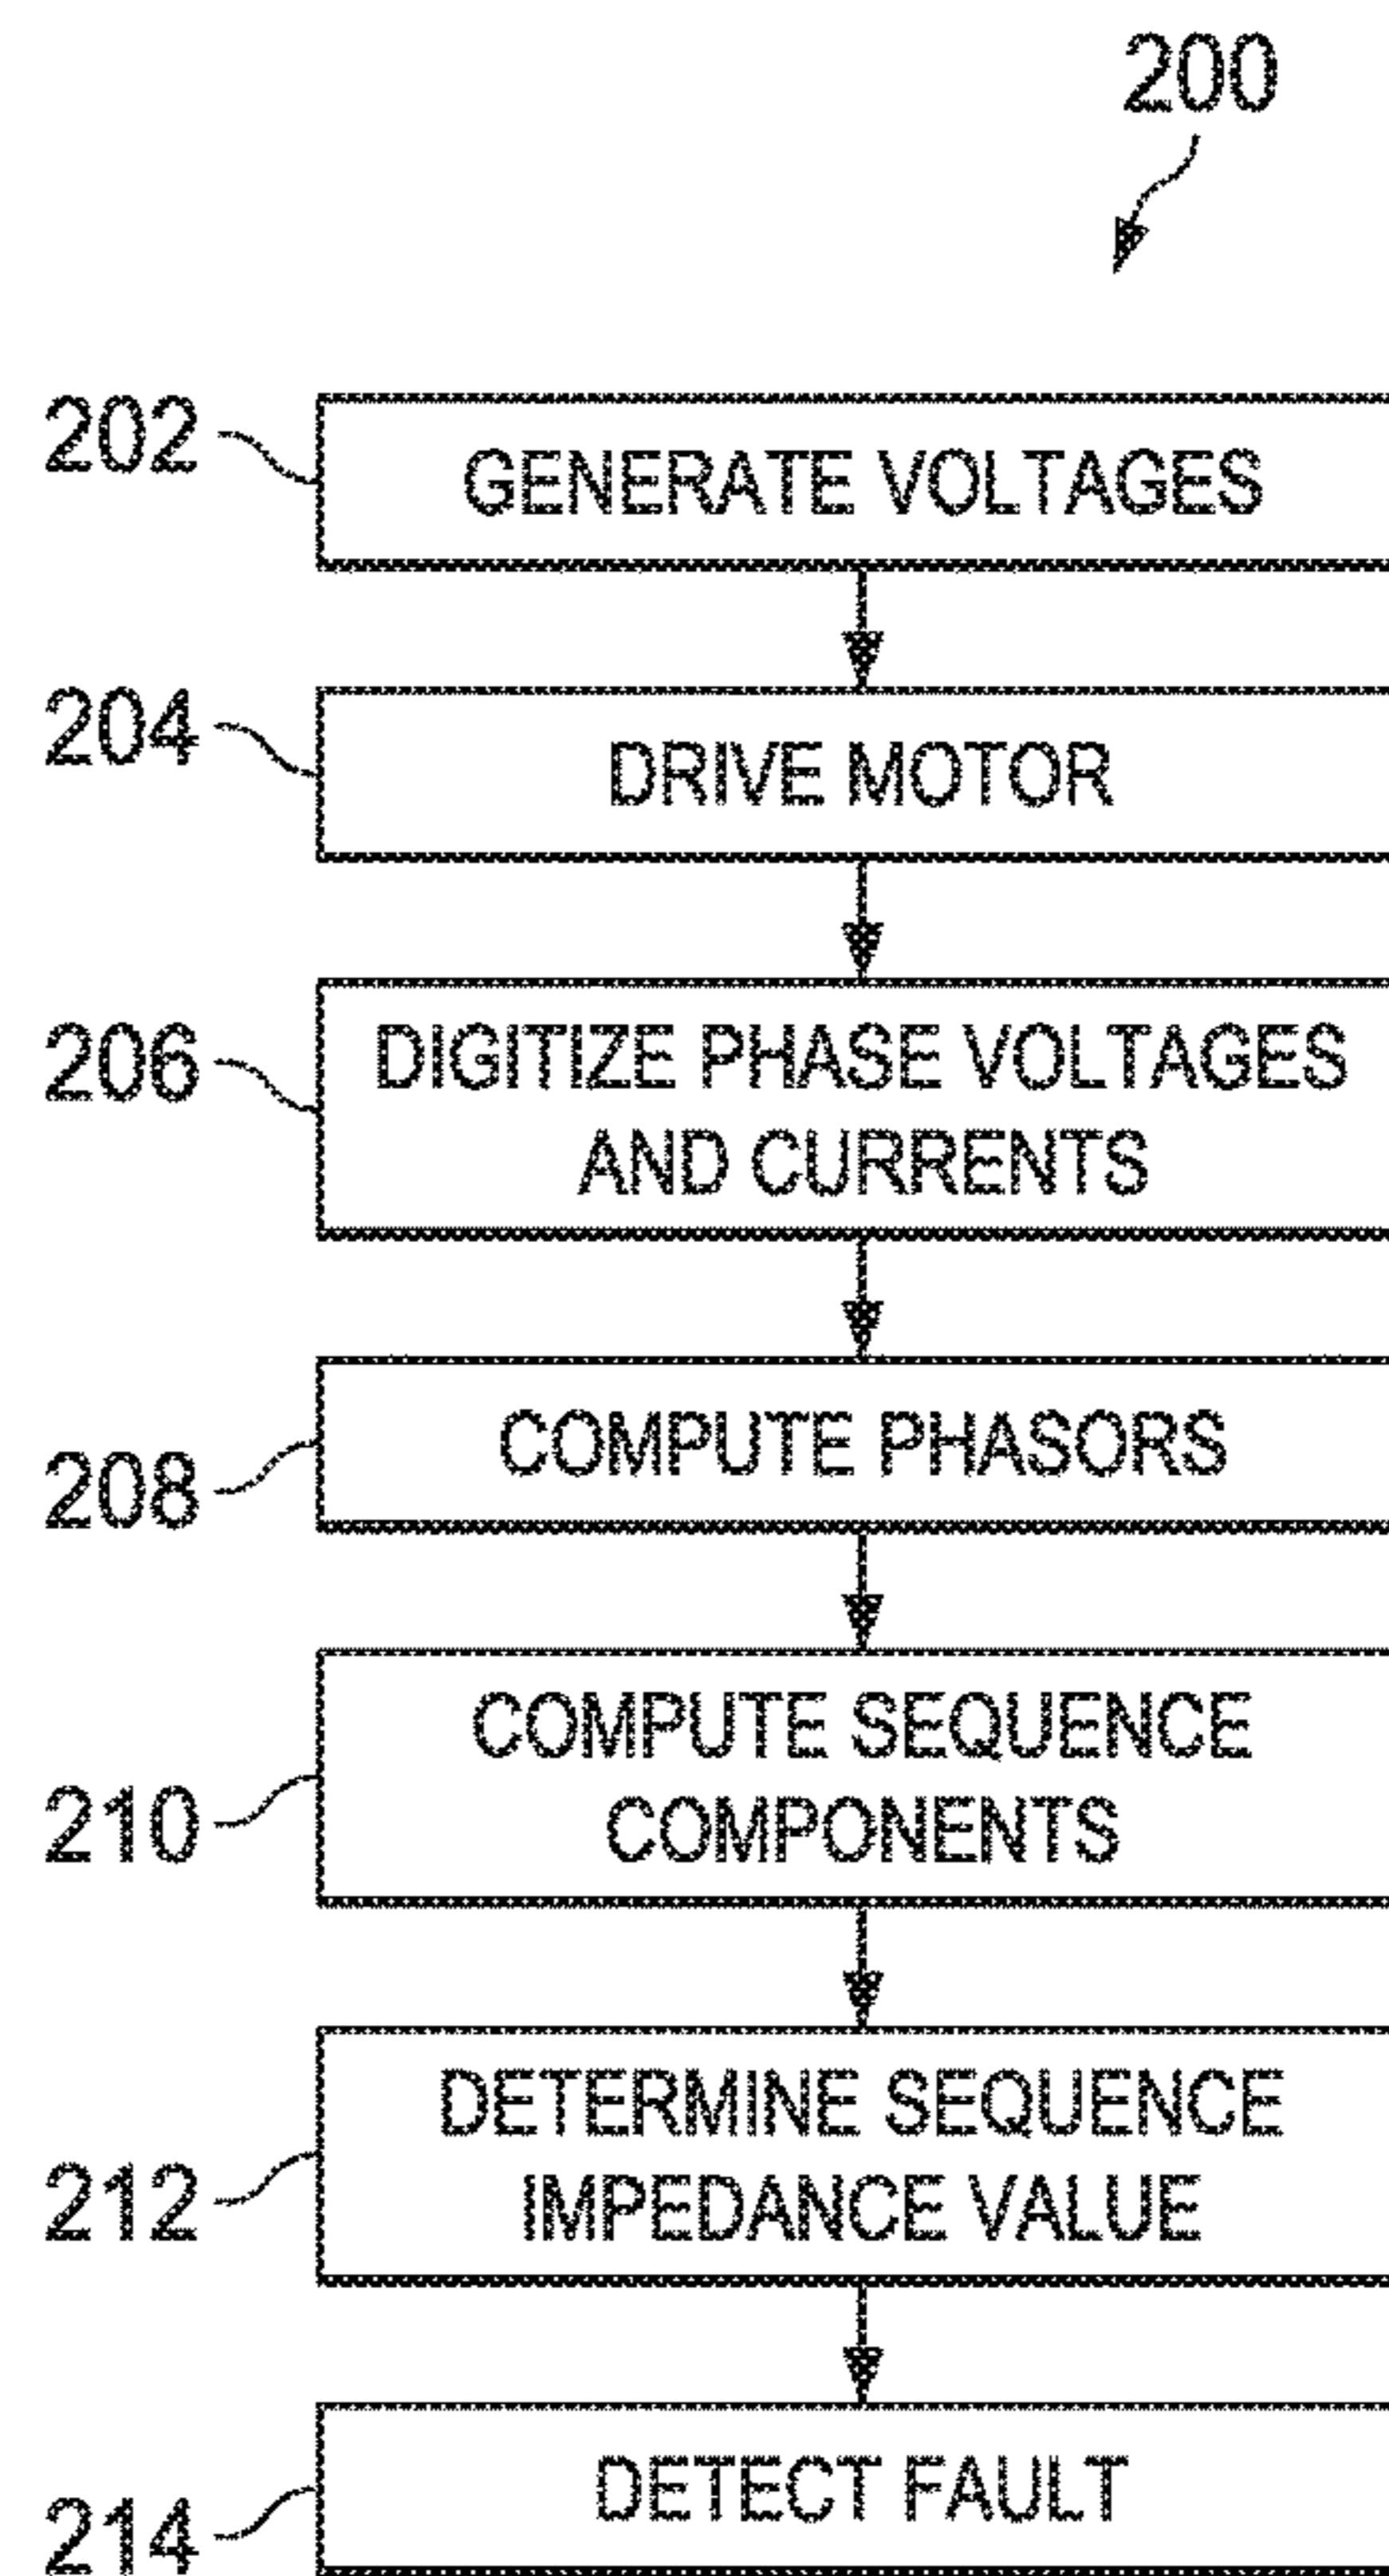 200
202
GENERATE VOLTAGES
204
DRIVE MOTOR
206
DIGITIZE PHASE VOLTAGES
AND CURRENTS
208
COMPUTE PHASORS
210
COMPUTE SEQUENCE
COMPONENTS
212
DETERMINE SEQUENCE
IMPEDANCE VALUE
214
DETECT FAULT